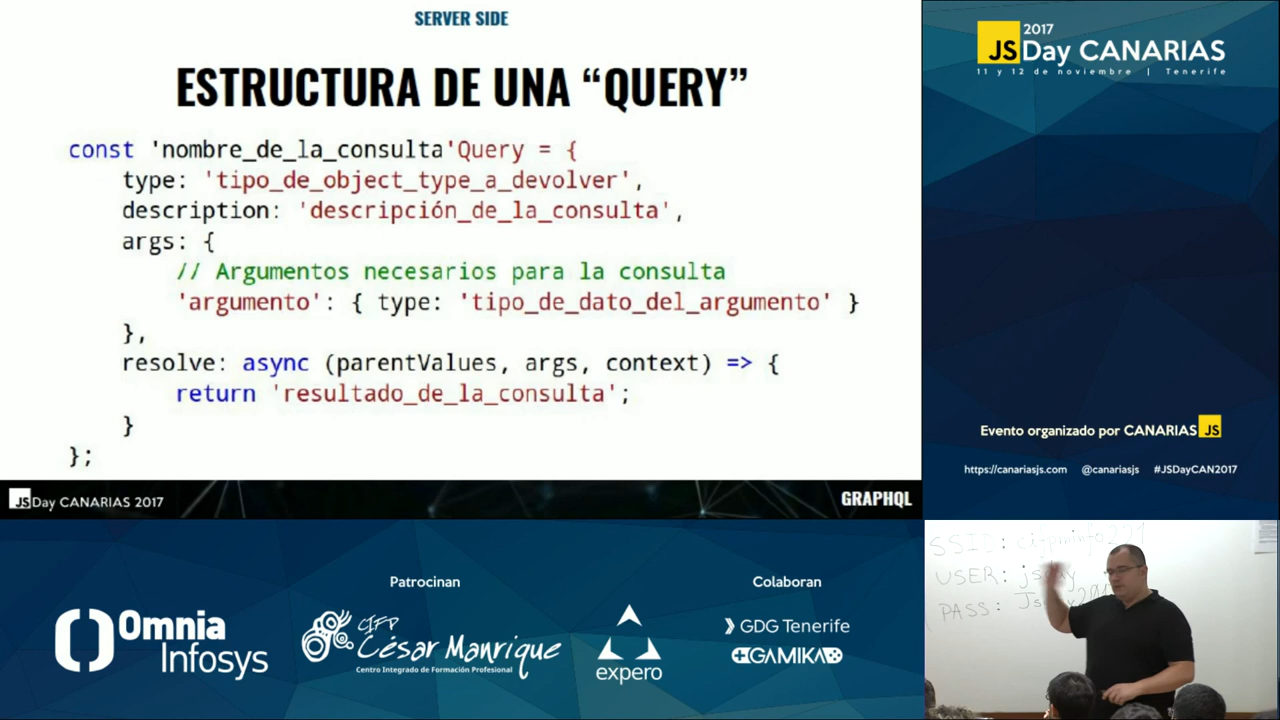 SERVER SIDE
ESTRUCTURA DE UNA “QUERY”
const 'nombre_de_la_consulta'Query = {
type: 'tipo_de_object_type_a_devolver',
description: 'descripción_de_la_consulta',
args: {
// Argumentos necesarios para la consulta
'argumento': { type: 'tipo_de_dato_del_argumento' }
},
resolve: async (parentValues, args, context) => {
return 'resultado_de_la_consulta';
}
};
JS Day CANARIAS 2017
GRAPHQL
2017
JS Day CANARIAS
11 y 12 de noviembre | Tenerife
Evento organizado por CANARIAS JS
https://canariasjs.com @canariasjs #JSDayCAN2017
Patrocinan
Omnia
Infosys
CIFP
César Manrique
Centro Integrado de Formación Profesional
expero
Colaboran
GDG Tenerife
GAMIKA
SSID: cifpminfo221
USER:
PASS: